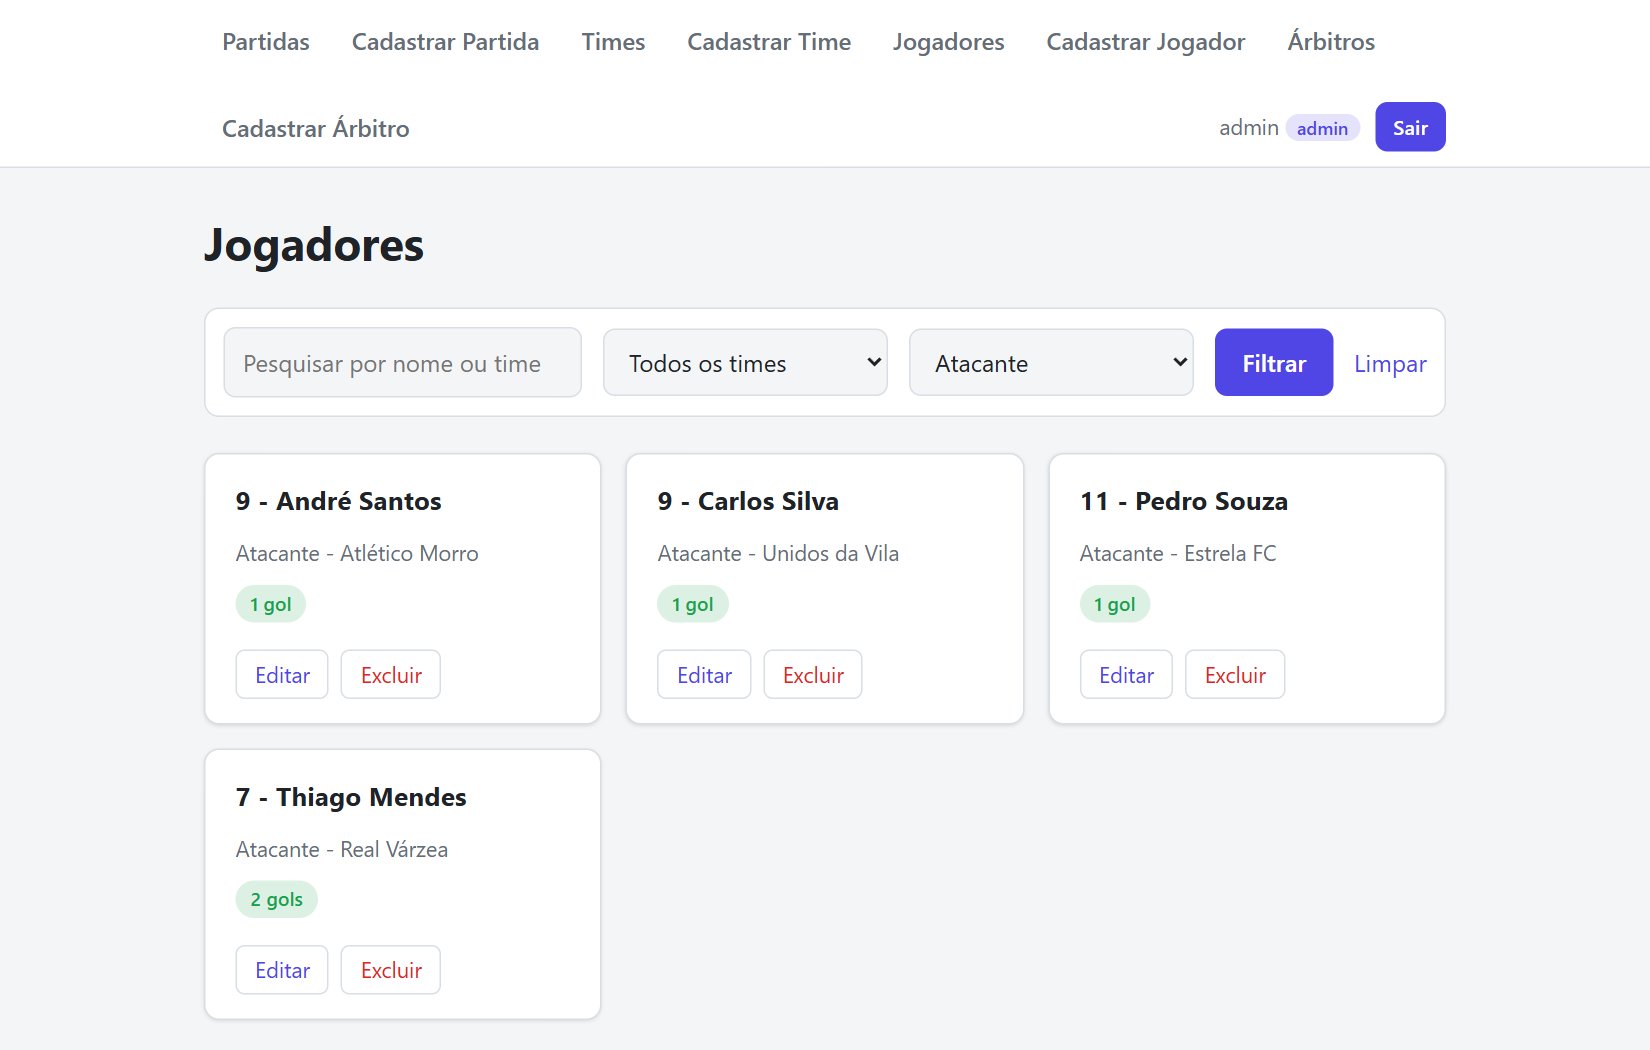 Partidas Cadastrar Partida Times Cadastrar Time Jogadores Cadastrar Jogador Árbitros
Cadastrar Árbitro admin admin Sair
Jogadores
Pesquisar por nome ou time Todos os times Atacante Filtrar Limpar
9 - André Santos
Atacante - Atlético Morro
1 gol
Editar Excluir
9 - Carlos Silva
Atacante - Unidos da Vila
1 gol
Editar Excluir
11 - Pedro Souza
Atacante - Estrela FC
1 gol
Editar Excluir
7 - Thiago Mendes
Atacante - Real Várzea
2 gols
Editar Excluir